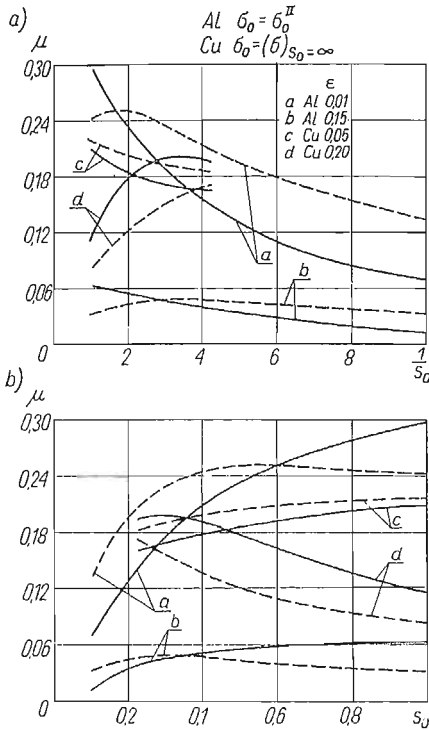 a) Al б₀ = б₀ᴵᴵ
Cu б₀ = (б)S₀=∞
μ
0,30
0,24
0,18
0,12
0,06
0
ε
a Al 0,01
b Al 0,15
c Cu 0,05
d Cu 0,20
c
d
a
b
2 4 6 8 10
1/S₀
b)
μ
0,30
0,24
0,18
0,12
0,06
0
c
d
a
b
0,2 0,1 0,6 0,8 S₀